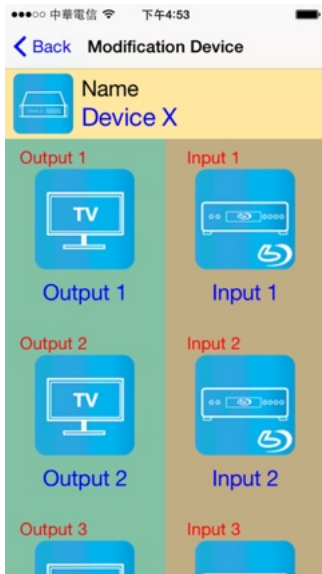 中華電信 下午4:53
Back Modification Device
Name
Device X
Output 1 Input 1
TV
Output 1 Input 1
Output 2 Input 2
TV
Output 2 Input 2
Output 3 Input 3